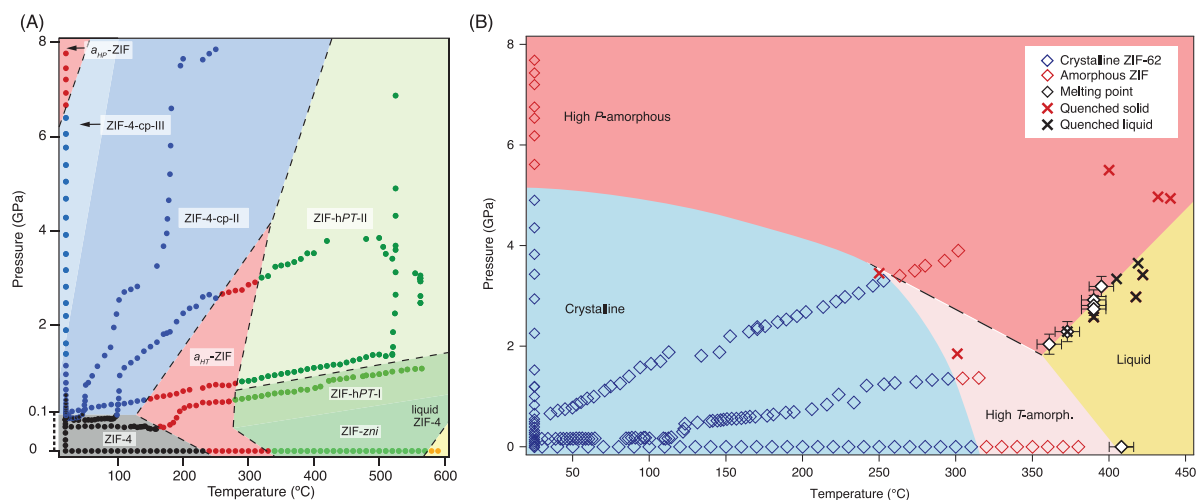 (A)
8
6
4
2
0.1
0
Pressure (GPa)
100
200
300
400
500
600
Temperature (ºC)
a_HP-ZIF
ZIF-4-cp-III
ZIF-4-cp-II
ZIF-hPT-II
a_HT-ZIF
ZIF-hPT-I
ZIF-zni
liquid
ZIF-4
ZIF-4
(B)
8
6
4
2
0
Pressure (GPa)
50
100
150
200
250
300
350
400
450
Temperature (ºC)
Crystalline ZIF-62
Amorphous ZIF
Melting point
Quenched solid
Quenched liquid
High P-amorphous
Crystalline
High T-amorph.
Liquid